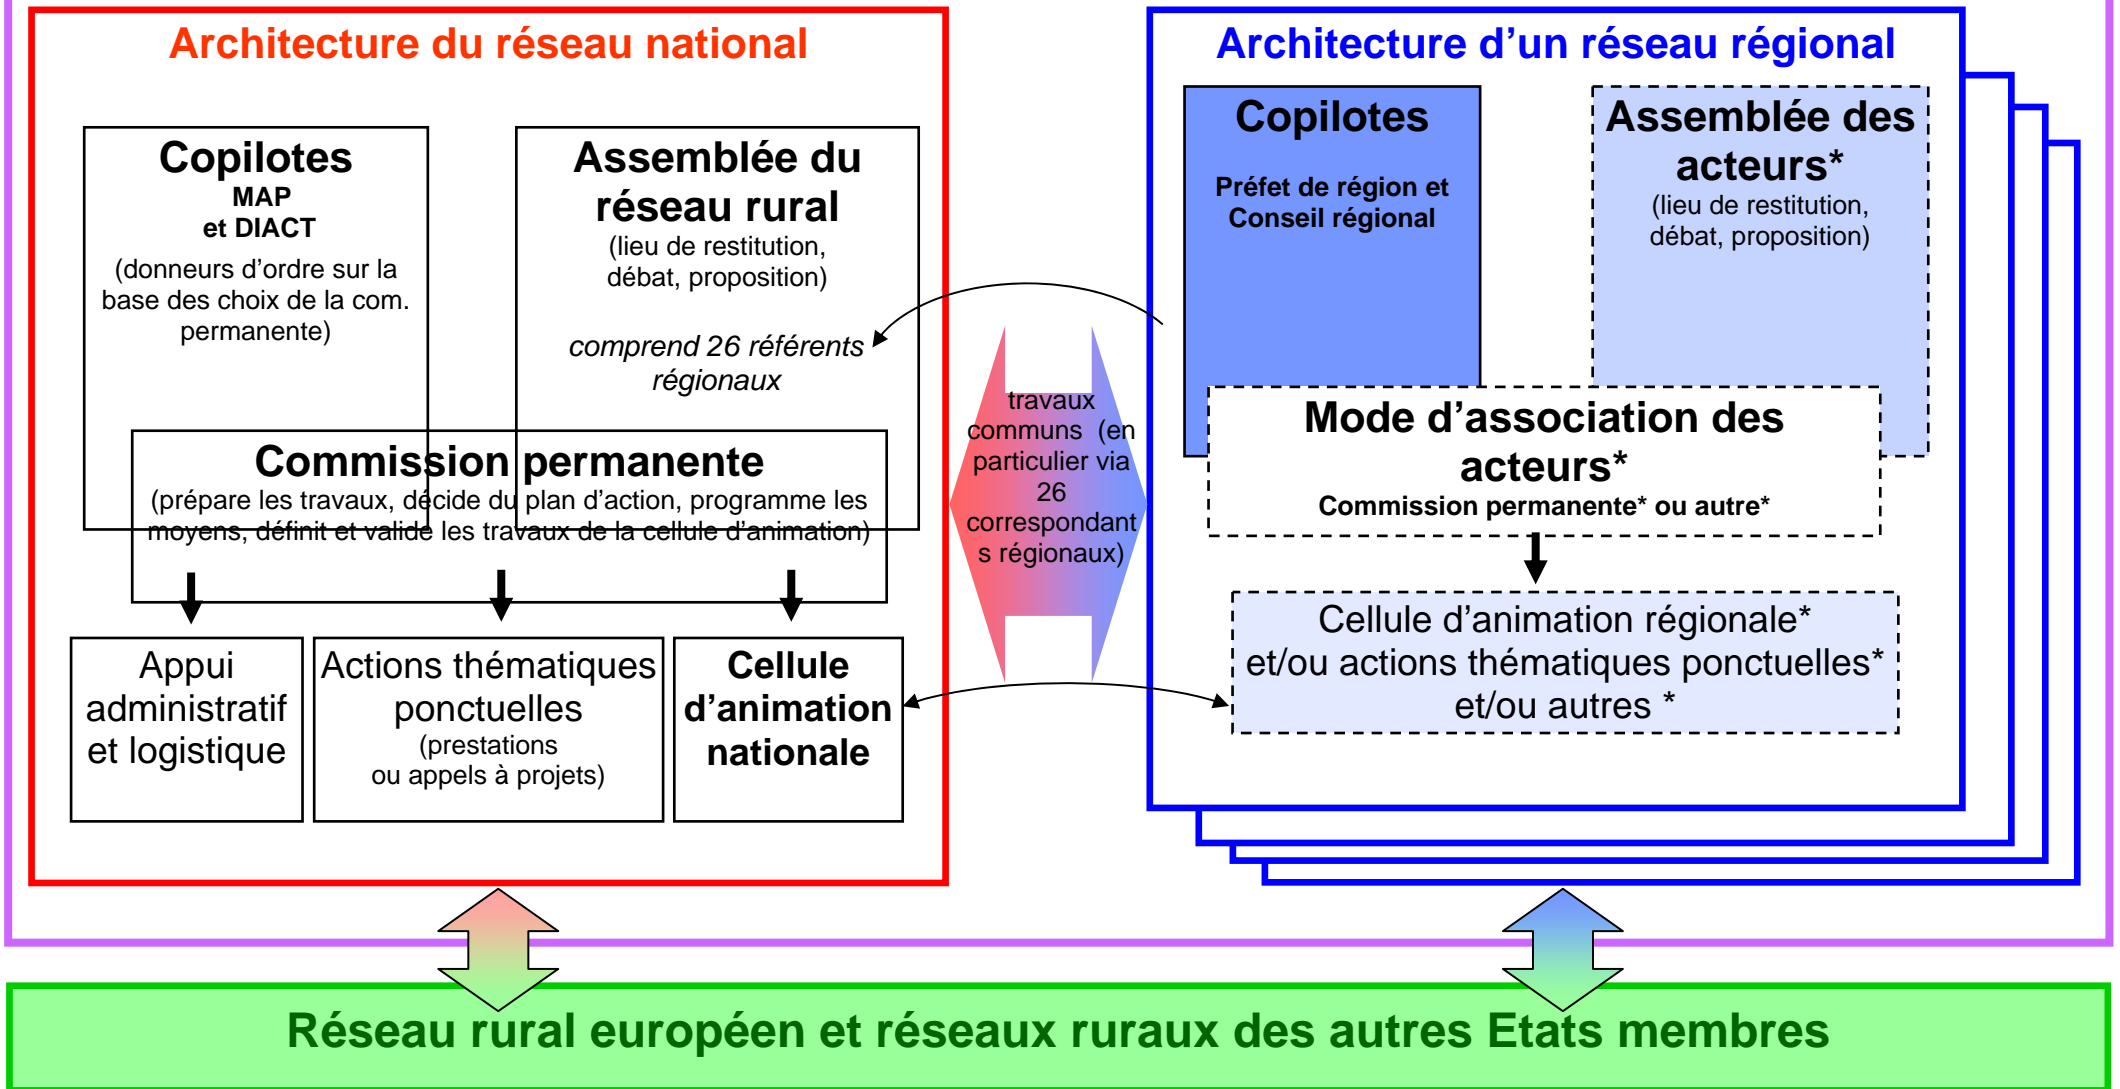 Architecture du réseau national
Copilotes
MAP
et DIACT
(donneurs d'ordre sur la
base des choix de la com.
permanente)
Assemblée du
réseau rural
(lieu de restitution,
débat, proposition)
comprend 26 référents
régionaux
Commission permanente
(prépare les travaux, décide du plan d'action, programme les
moyens, définit et valide les travaux de la cellule d'animation)
Appui
administratif
et logistique
Actions thématiques
ponctuelles
(prestations
ou appels à projets)
Cellule
d'animation
nationale
travaux
communs (en
particulier via
26
correspondant
s régionaux)
Architecture d'un réseau régional
Copilotes
Préfet de région et
Conseil régional
Assemblée des
acteurs*
(lieu de restitution,
débat, proposition)
Mode d'association des
acteurs*
Commission permanente* ou autre*
Cellule d'animation régionale*
et/ou actions thématiques ponctuelles*
et/ou autres *
Réseau rural européen et réseaux ruraux des autres Etats membres